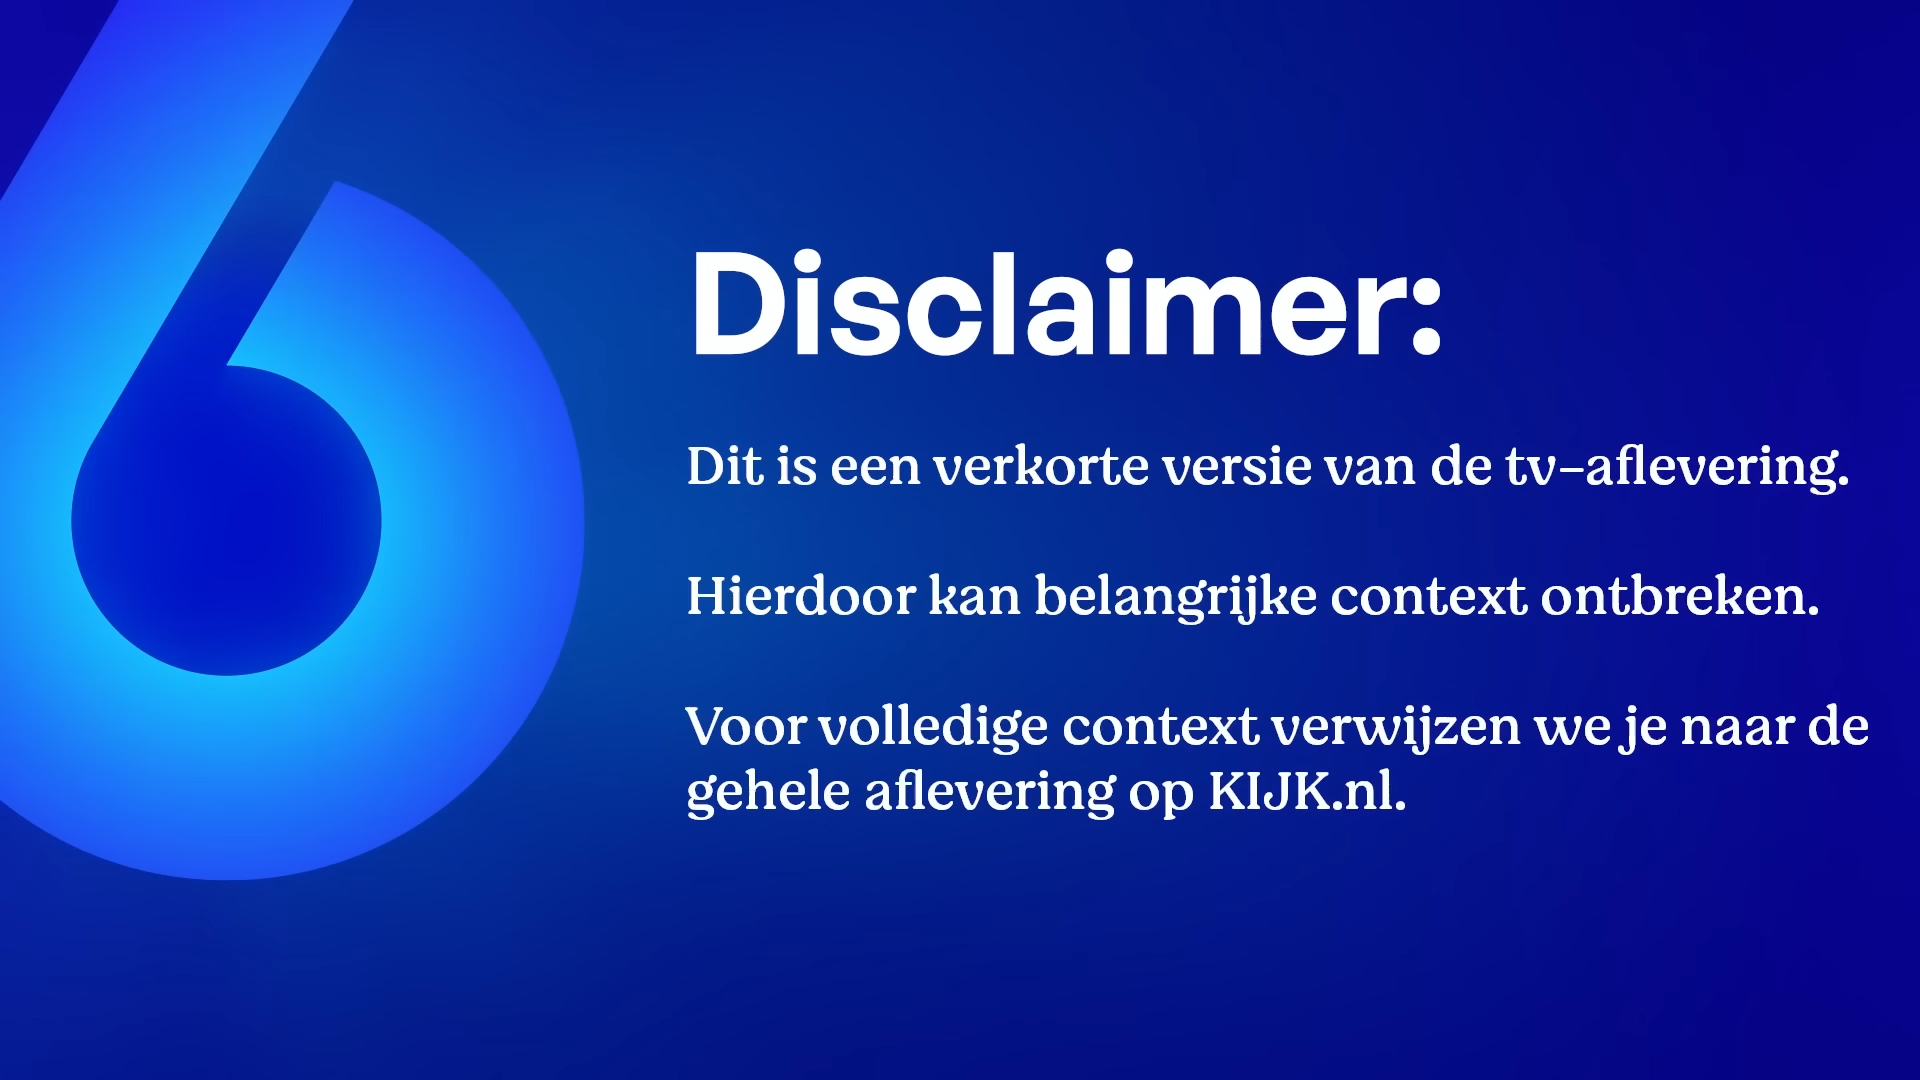 6
Disclaimer:
Dit is een verkorte versie van de tv-aflevering.
Hierdoor kan belangrijke context ontbreken.
Voor volledige context verwijzen we je naar de
gehele aflevering op KIJK.nl.